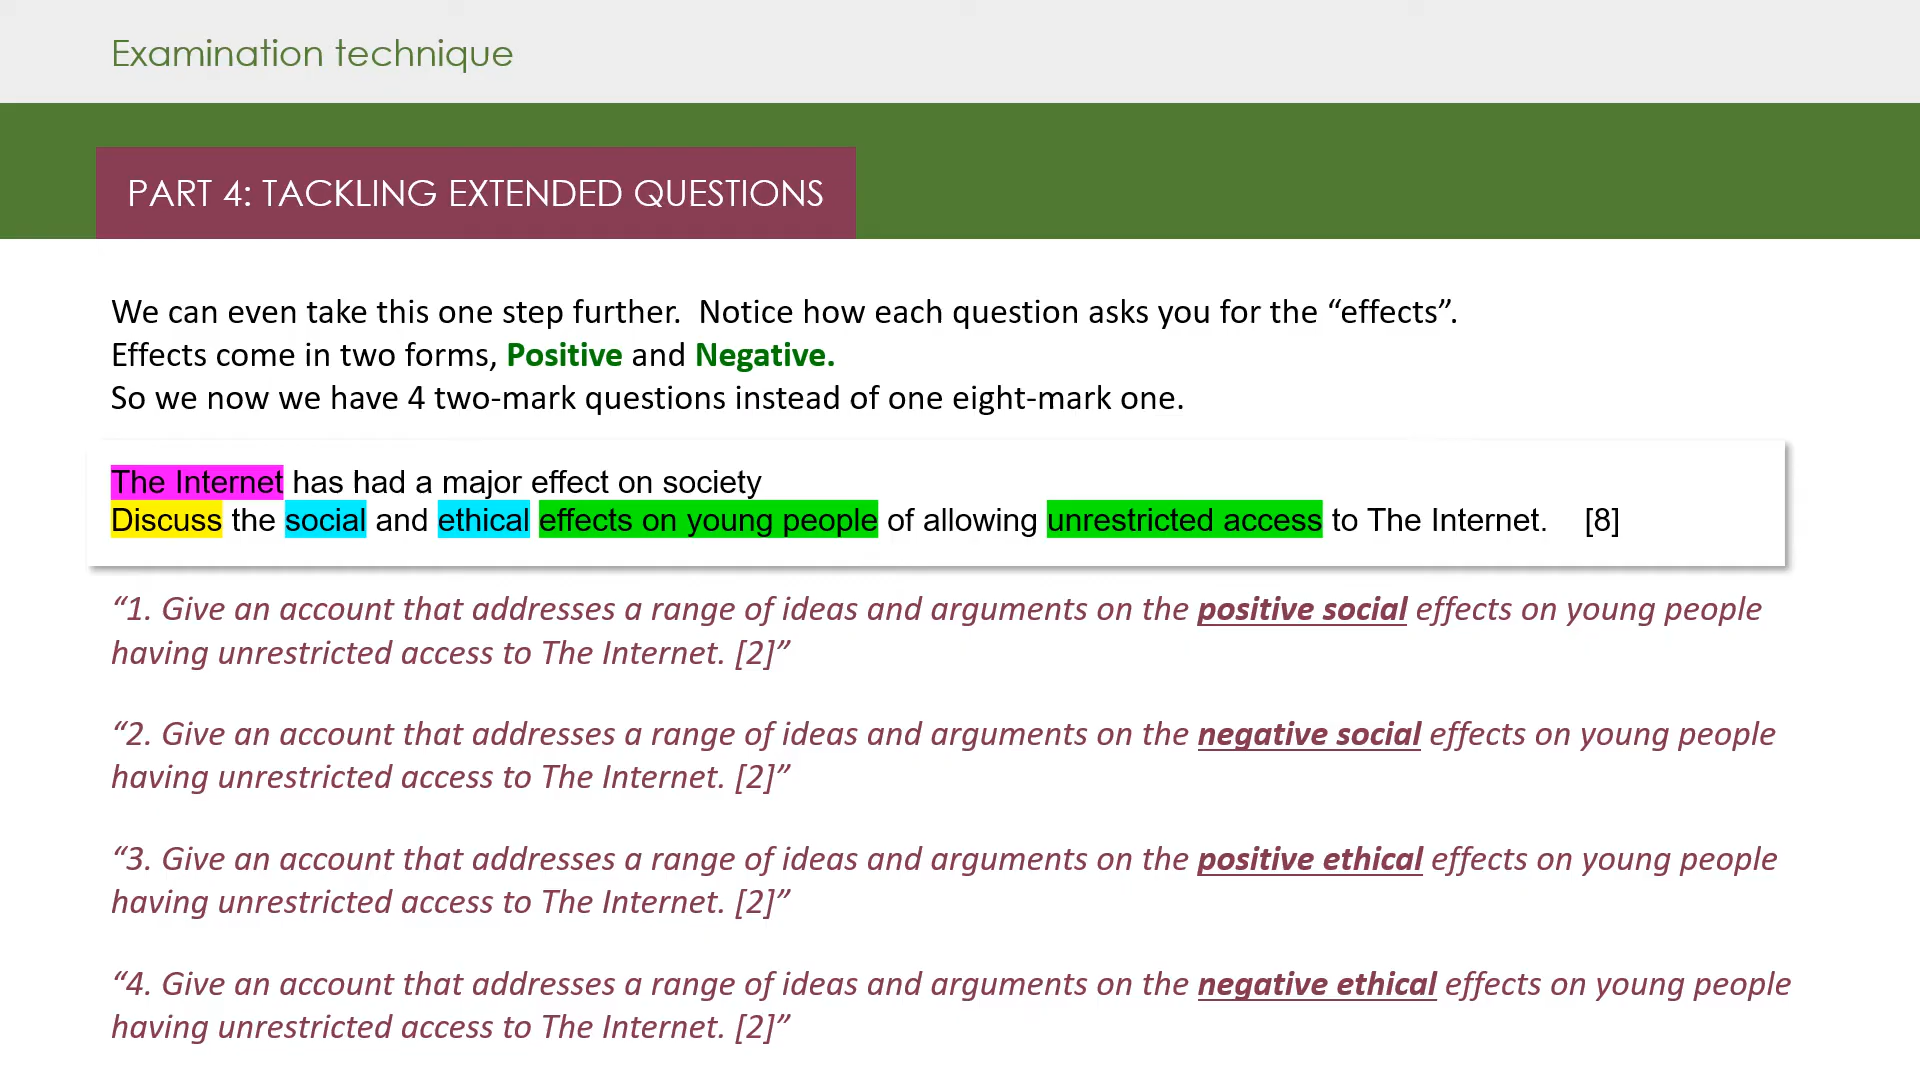 Examination technique
PART 4: TACKLING EXTENDED QUESTIONS
We can even take this one step further.  Notice how each question asks you for the “effects”.
Effects come in two forms, Positive and Negative.
So we now we have 4 two-mark questions instead of one eight-mark one.
The Internet has had a major effect on society
Discuss the social and ethical effects on young people of allowing unrestricted access to The Internet.    [8]
“1. Give an account that addresses a range of ideas and arguments on the positive social effects on young people
having unrestricted access to The Internet. [2]”
“2. Give an account that addresses a range of ideas and arguments on the negative social effects on young people
having unrestricted access to The Internet. [2]”
“3. Give an account that addresses a range of ideas and arguments on the positive ethical effects on young people
having unrestricted access to The Internet. [2]”
“4. Give an account that addresses a range of ideas and arguments on the negative ethical effects on young people
having unrestricted access to The Internet. [2]”